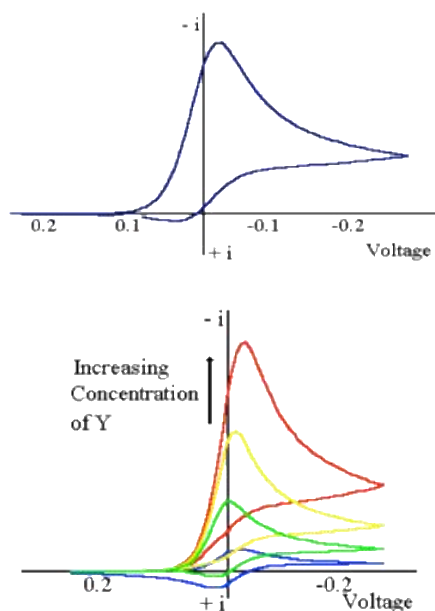 - i
0.2 0.1 -0.1 -0.2
+ i Voltage
- i
Increasing
Concentration
of Y
0.2 -0.2
+ i Voltage